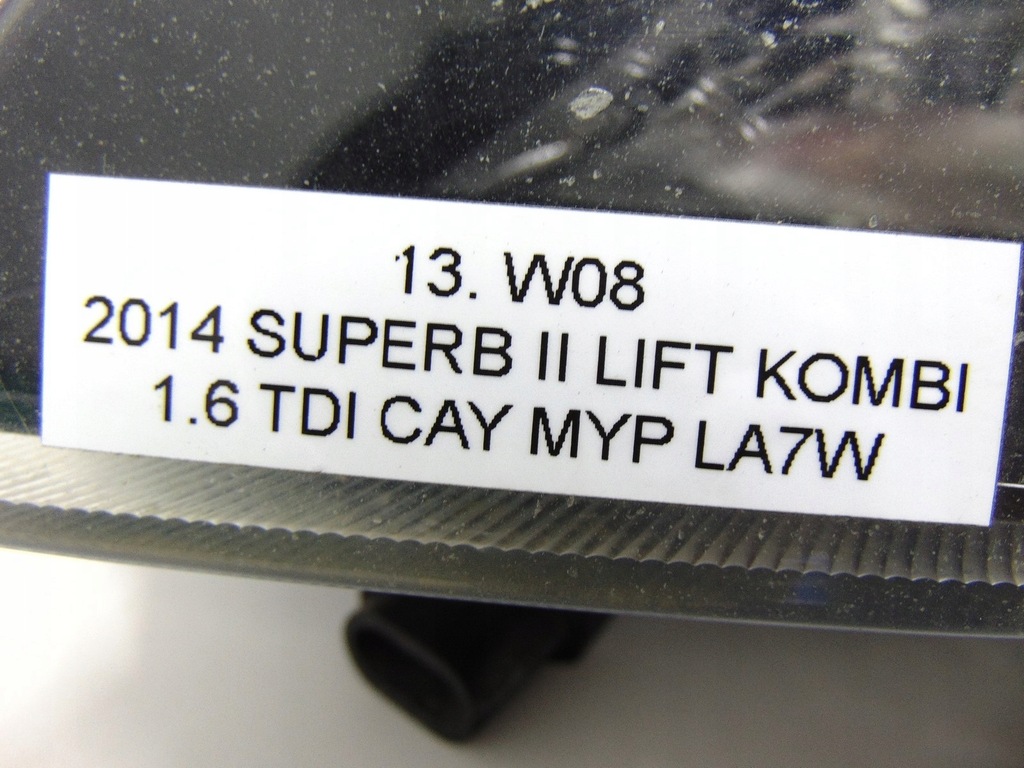 13. W08
2014 SUPERB II LIFT KOMBI
1.6 TDI CAY MYP LA7W